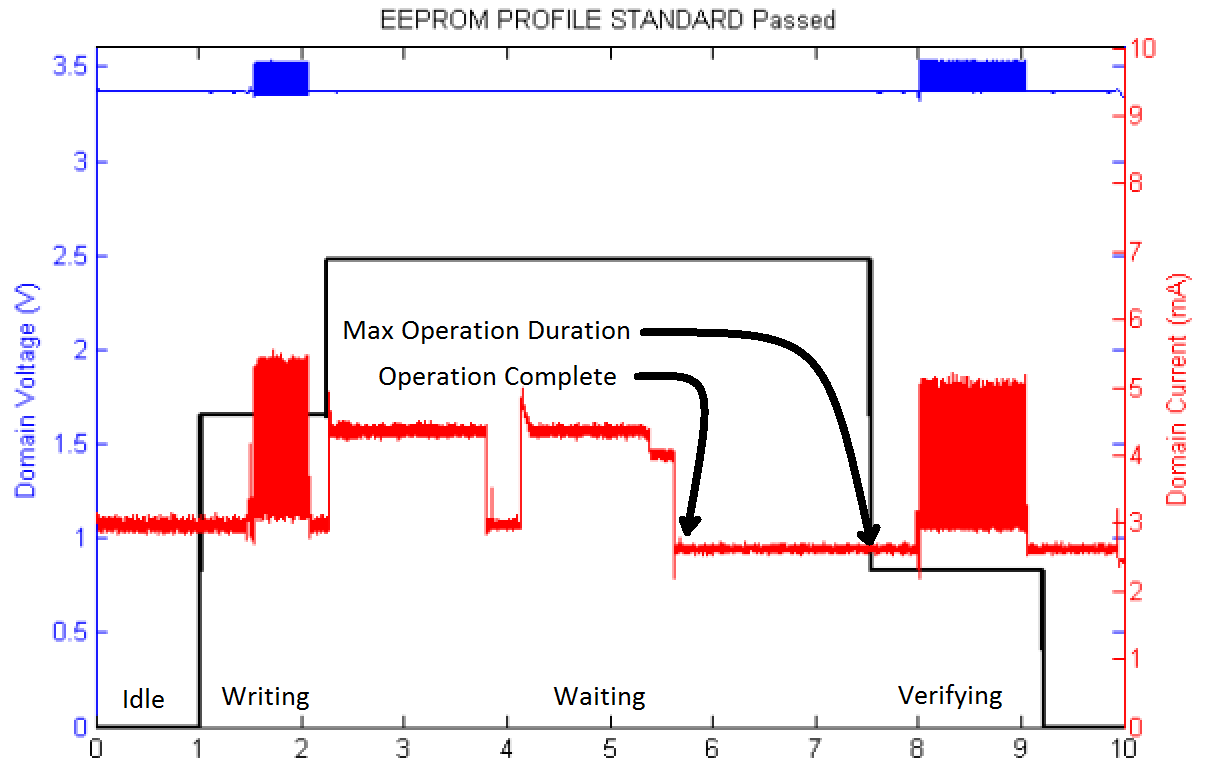 EEPROM PROFILE STANDARD Passed
3.5
3
2.5
2
1.5
1
0.5
0
Domain Voltage (V)
10
9
8
7
6
5
4
3
2
1
0
Domain Current (mA)
Max Operation Duration
Operation Complete
Idle
Writing
Waiting
Verifying
0 1 2 3 4 5 6 7 8 9 10